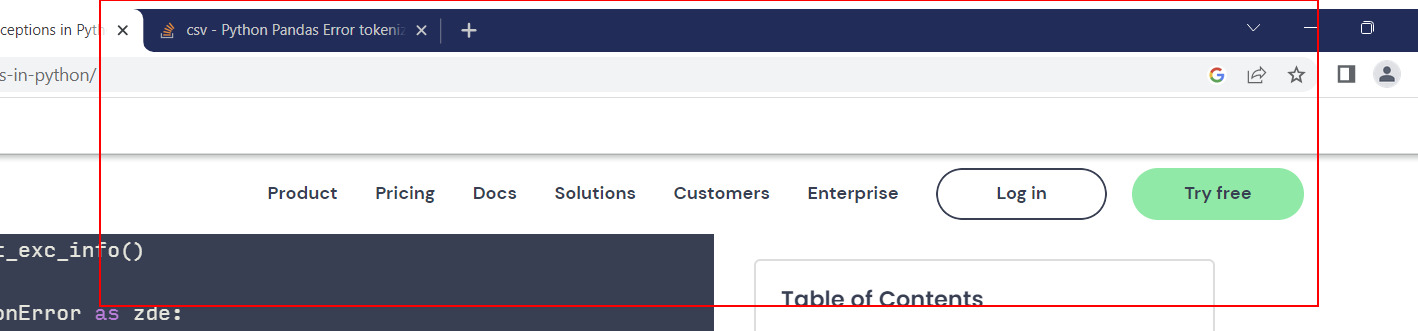 ceptions in Pyth
csv - Python Pandas Error tokeniz
s-in-python/
Product Pricing Docs Solutions Customers Enterprise Log in Try free
t_exc_info()
onError as zde:
Table of Contents